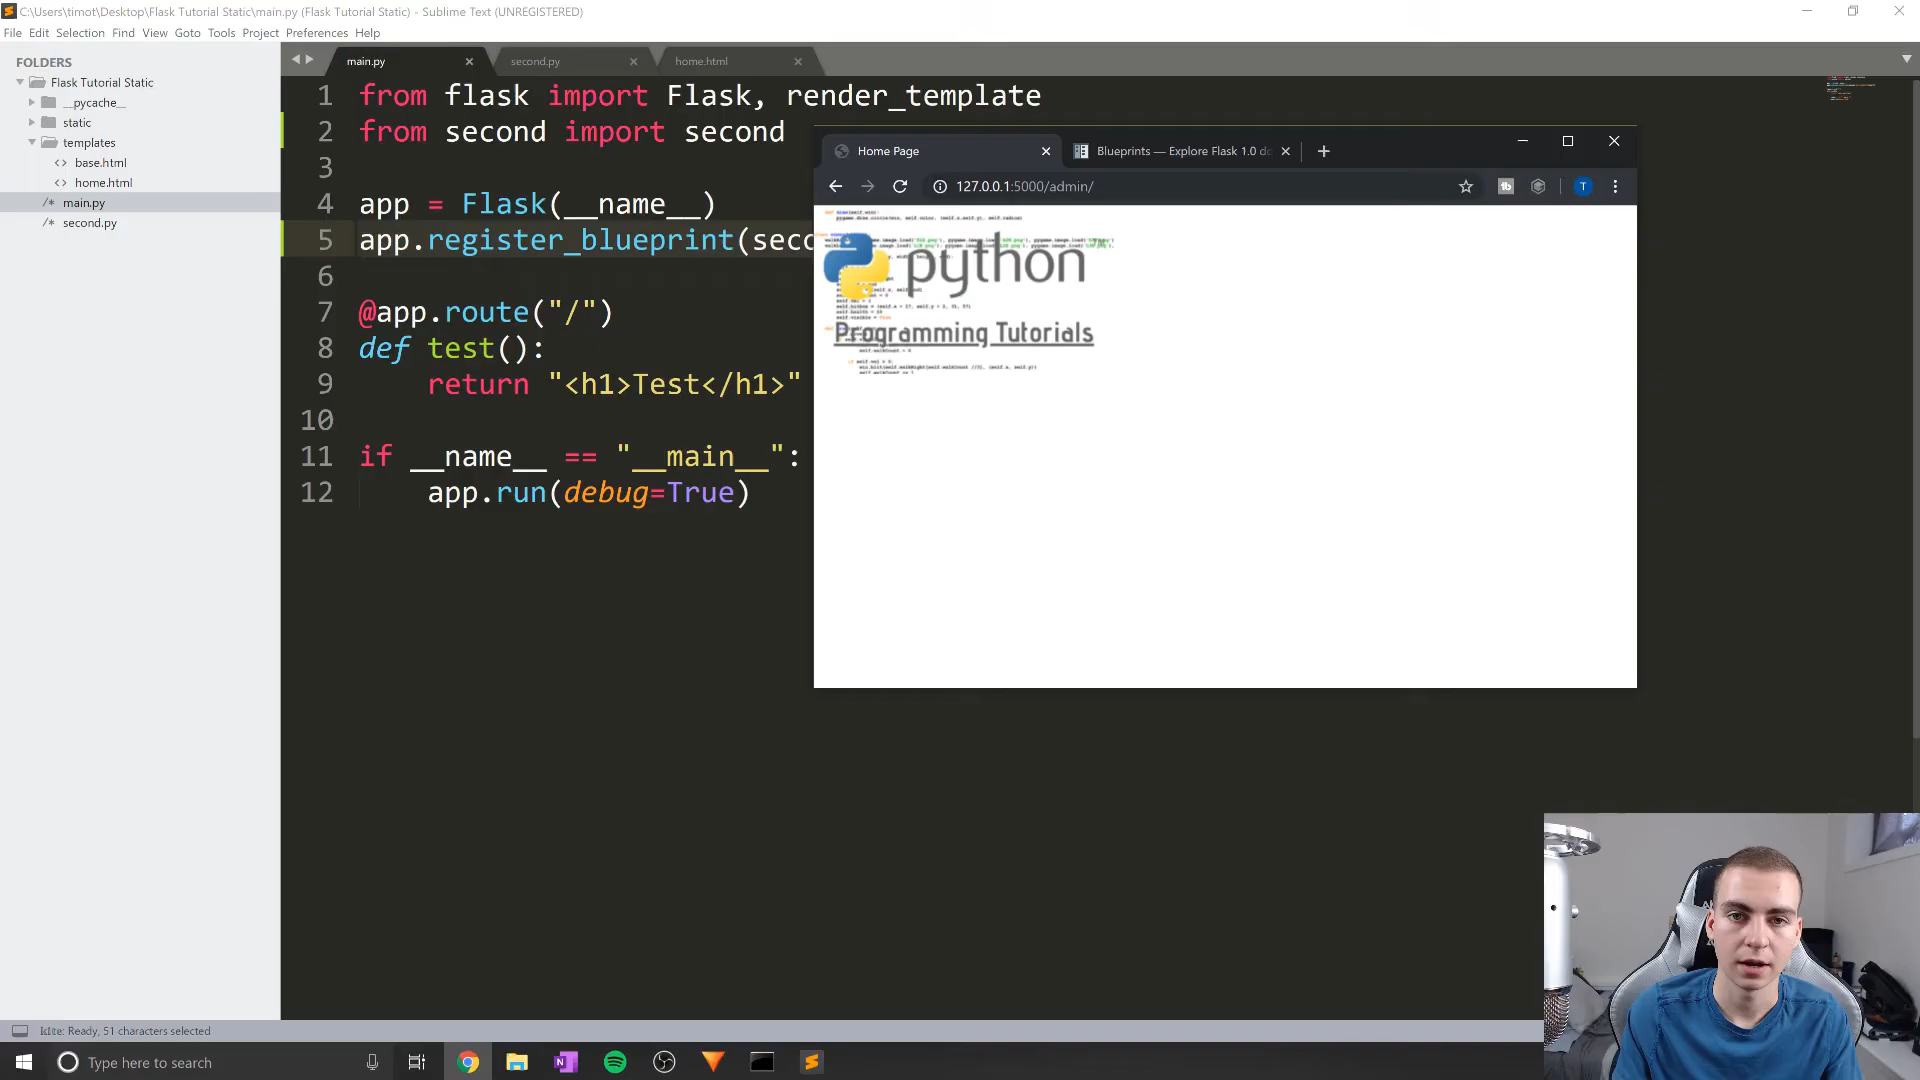 C:\Users\timot\Desktop\Flask Tutorial Static\main.py (Flask Tutorial Static) - Sublime Text (UNREGISTERED)
File Edit Selection Find View Goto Tools Project Preferences Help
FOLDERS
Flask Tutorial Static
__pycache__
static
templates
base.html
home.html
main.py
second.py
main.py
second.py
home.html
1 from flask import Flask, render_template
2 from second import second
3
4 app = Flask(__name__)
5 app.register_blueprint(seco
6
7 @app.route("/")
8 def test():
9 return "<h1>Test</h1>"
10
11 if __name__ == "__main__":
12 app.run(debug=True)
Home Page
Blueprints — Explore Flask 1.0 do
127.0.0.1:5000/admin/
python
Programming Tutorials
kite: Ready, 51 characters selected
Type here to search